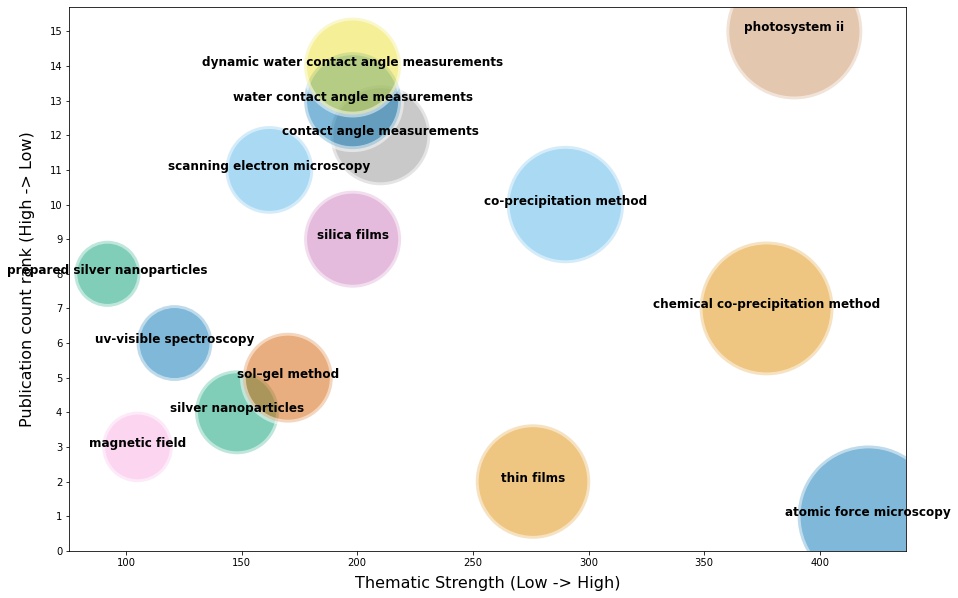 15
photosystem ii
14
dynamic water contact angle measurements
13
water contact angle measurements
12
contact angle measurements
11
scanning electron microscopy
10
co-precipitation method
9
silica films
8
prepared silver nanoparticles
7
chemical co-precipitation method
6
uv-visible spectroscopy
5
sol–gel method
4
silver nanoparticles
3
magnetic field
2
thin films
1
atomic force microscopy
0
Publication count rank (High -> Low)
100 150 200 250 300 350 400
Thematic Strength (Low -> High)